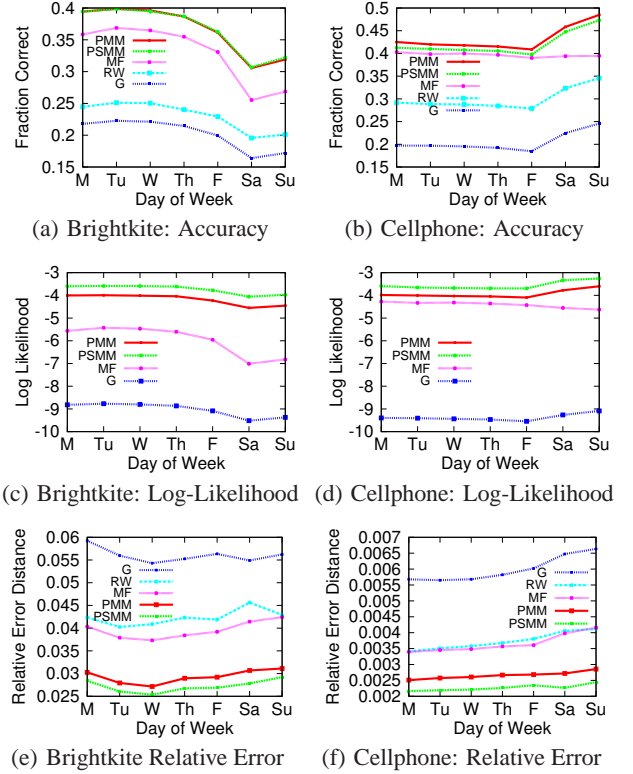 0.4
0.35
0.3
0.25
0.2
0.15
Fraction Correct
PMM
PSMM
MF
RW
G
M Tu W Th F Sa Su
Day of Week
(a) Brightkite: Accuracy
0.5
0.45
0.4
0.35
0.3
0.25
0.2
0.15
Fraction Correct
PMM
PSMM
MF
RW
G
M Tu W Th F Sa Su
Day of Week
(b) Cellphone: Accuracy
-3
-4
-5
-6
-7
-8
-9
-10
Log Likelihood
PMM
PSMM
MF
G
M Tu W Th F Sa Su
Day of Week
(c) Brightkite: Log-Likelihood
-3
-4
-5
-6
-7
-8
-9
-10
Log Likelihood
PMM
PSMM
MF
G
M Tu W Th F Sa Su
Day of Week
(d) Cellphone: Log-Likelihood
0.06
0.055
0.05
0.045
0.04
0.035
0.03
0.025
Relative Error Distance
G
RW
MF
PMM
PSMM
M Tu W Th F Sa Su
Day of Week
(e) Brightkite Relative Error
0.007
0.0065
0.006
0.0055
0.005
0.0045
0.004
0.0035
0.003
0.0025
0.002
Relative Error Distance
G
RW
MF
PMM
PSMM
M Tu W Th F Sa Su
Day of Week
(f) Cellphone: Relative Error